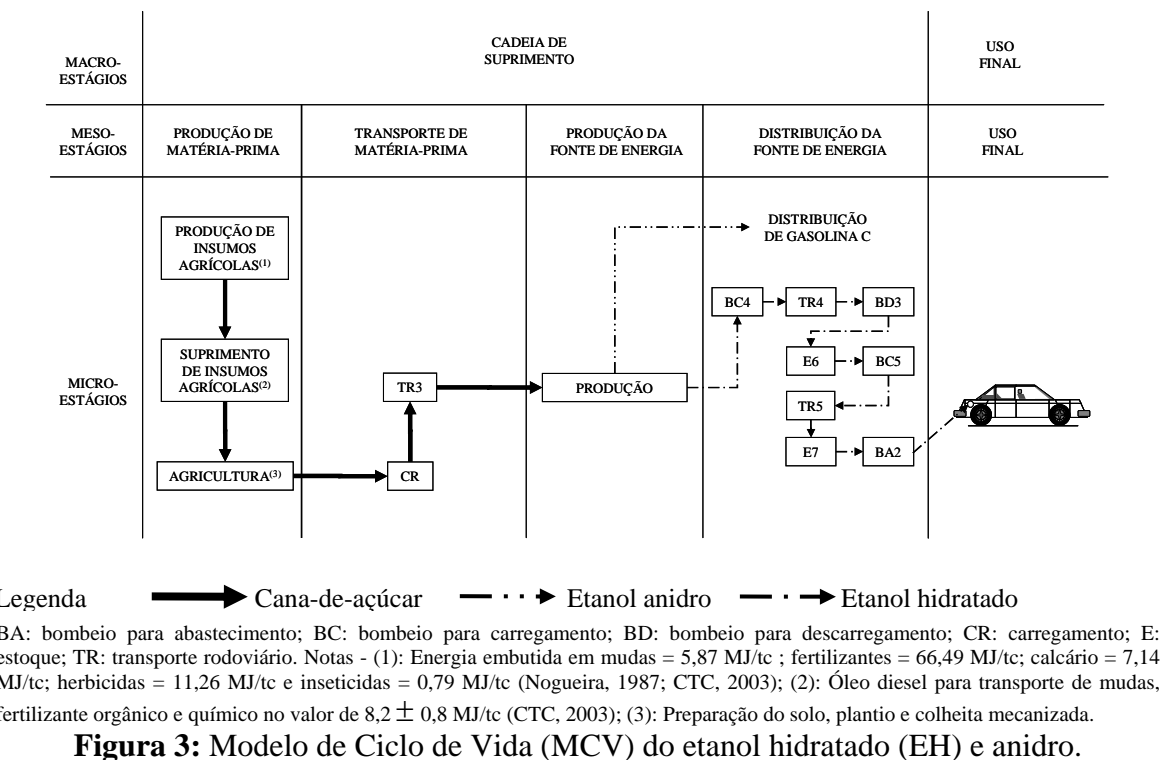 MACRO-
ESTÁGIOS
CADEIA DE
SUPRIMENTO
USO
FINAL
MESO-
ESTÁGIOS
PRODUÇÃO DE
MATÉRIA-PRIMA
TRANSPORTE DE
MATÉRIA-PRIMA
PRODUÇÃO DA
FONTE DE ENERGIA
DISTRIBUIÇÃO DA
FONTE DE ENERGIA
USO
FINAL
MICRO-
ESTÁGIOS
PRODUÇÃO DE
INSUMOS
AGRÍCOLAS(1)
SUPRIMENTO
DE INSUMOS
AGRÍCOLAS(2)
AGRICULTURA(3)
TR3
CR
PRODUÇÃO
DISTRIBUIÇÃO
DE GASOLINA C
BC4
TR4
BD3
E6
BC5
TR5
E7
BA2
Legenda Cana-de-açúcar Etanol anidro Etanol hidratado
BA: bombeio para abastecimento; BC: bombeio para carregamento; BD: bombeio para descarregamento; CR: carregamento; E:
estoque; TR: transporte rodoviário. Notas - (1): Energia embutida em mudas = 5,87 MJ/tc ; fertilizantes = 66,49 MJ/tc; calcário = 7,14
MJ/tc; herbicidas = 11,26 MJ/tc e inseticidas = 0,79 MJ/tc (Nogueira, 1987; CTC, 2003); (2): Óleo diesel para transporte de mudas,
fertilizante orgânico e químico no valor de 8,2 ± 0,8 MJ/tc (CTC, 2003); (3): Preparação do solo, plantio e colheita mecanizada.
Figura 3: Modelo de Ciclo de Vida (MCV) do etanol hidratado (EH) e anidro.